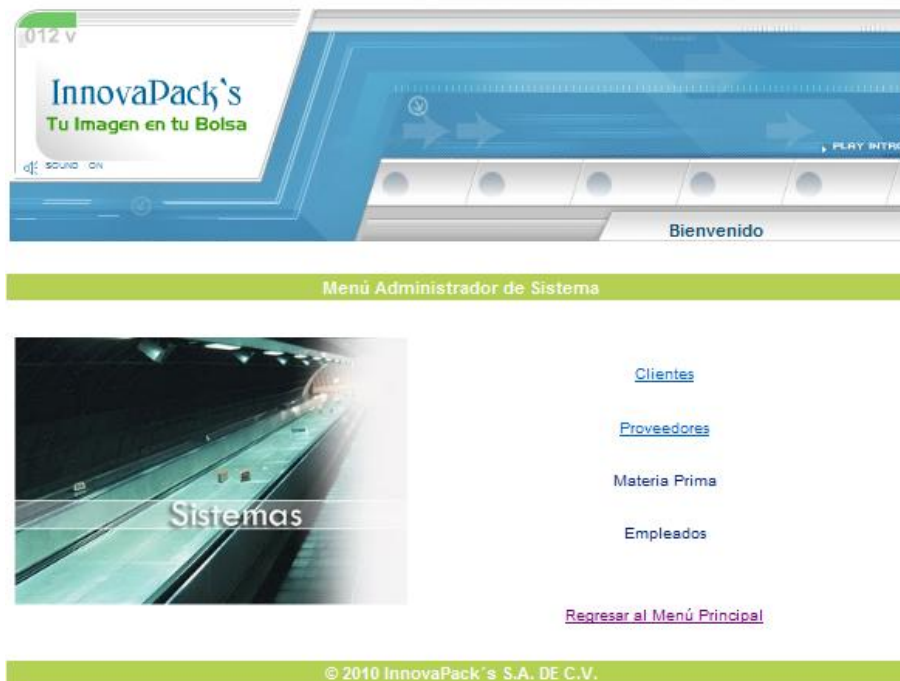 012 v
InnovaPack's
Tu Imagen en tu Bolsa
SOUND ON
PLAY INTRO
Bienvenido
Menú Administrador de Sistema
Sistemas
Clientes
Proveedores
Materia Prima
Empleados
Regresar al Menú Principal
© 2010 InnovaPack´s S.A. DE C.V.